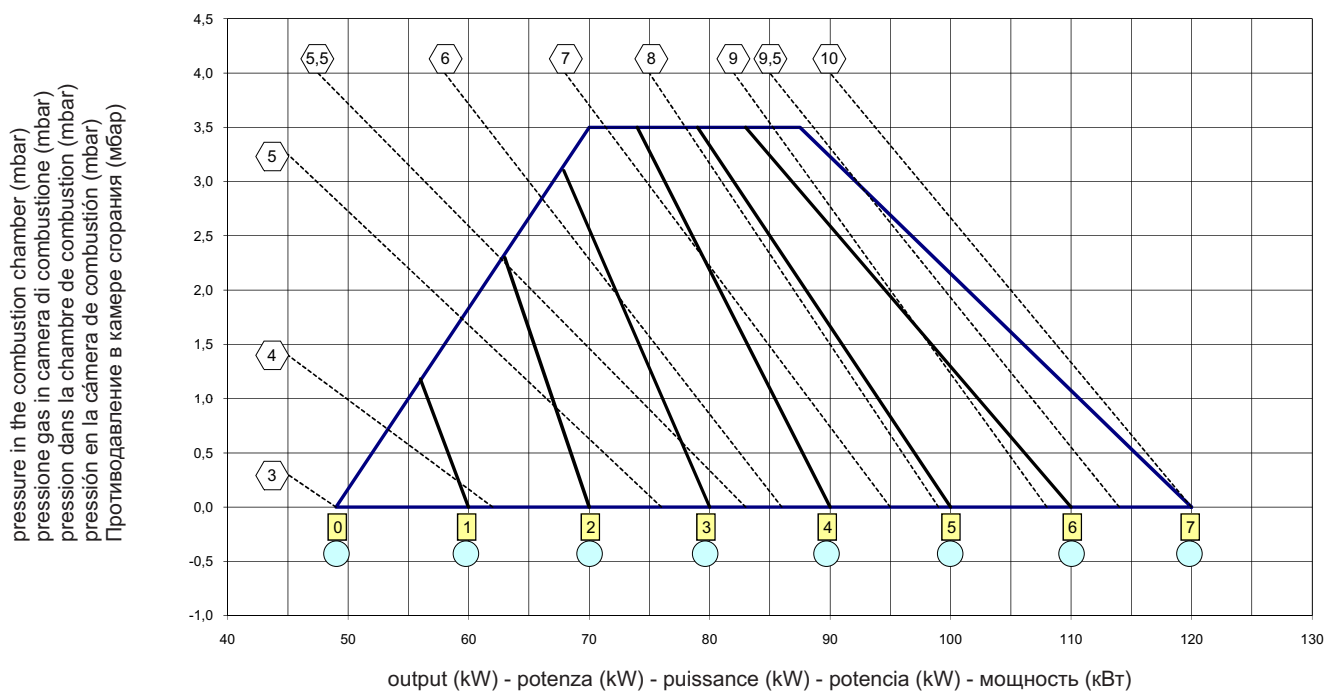 pressure in the combustion chamber (mbar)
pressione gas in camera di combustione (mbar)
pression dans la chambre de combustion (mbar)
pressión en la cámera de combustión (mbar)
Противодавление в камере сгорания (мбар)
4,5
4,0
3,5
3,0
2,5
2,0
1,5
1,0
0,5
0,0
-0,5
-1,0
5,5 6 7 8 9 9,5 10
5
4
3
0 1 2 3 4 5 6 7
40 50 60 70 80 90 100 110 120 130
output (kW) - potenza (kW) - puissance (kW) - potencia (kW) - мощность (кВт)